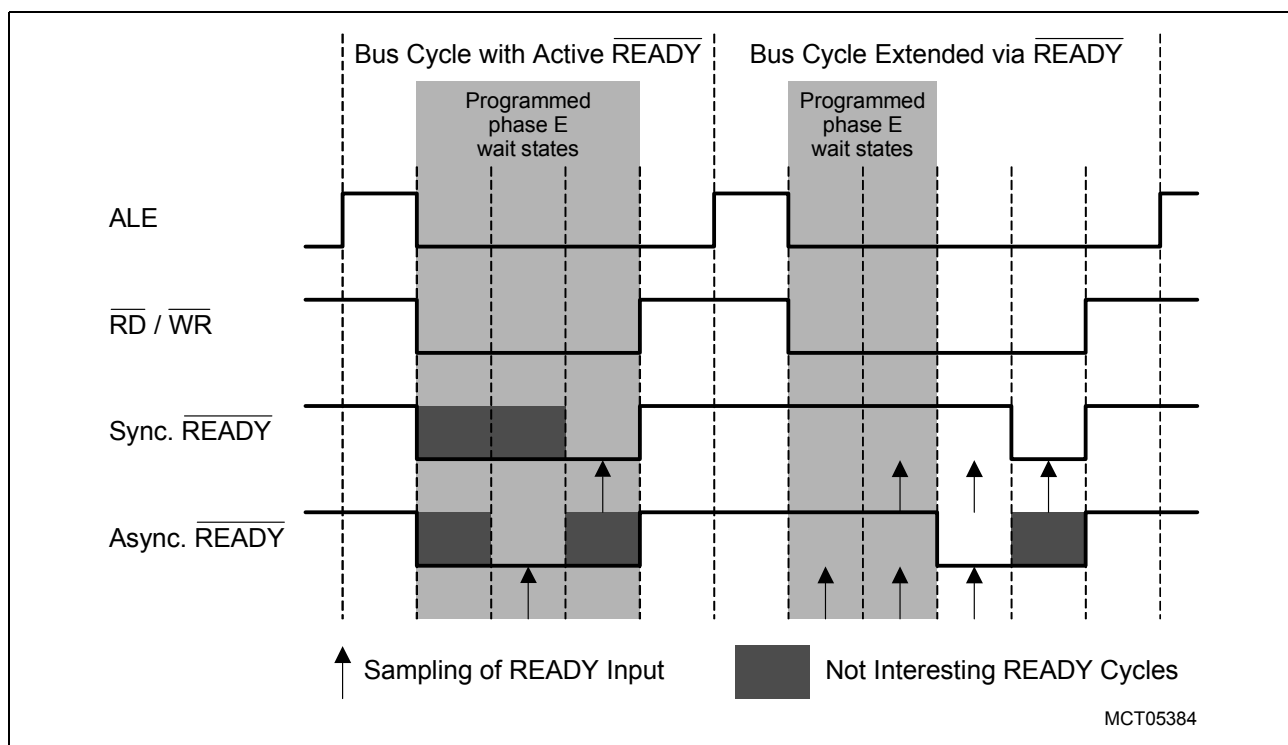 Bus Cycle with Active READY
Bus Cycle Extended via READY
Programmed
phase E
wait states
Programmed
phase E
wait states
ALE
RD / WR
Sync. READY
Async. READY
Sampling of READY Input
Not Interesting READY Cycles
MCT05384